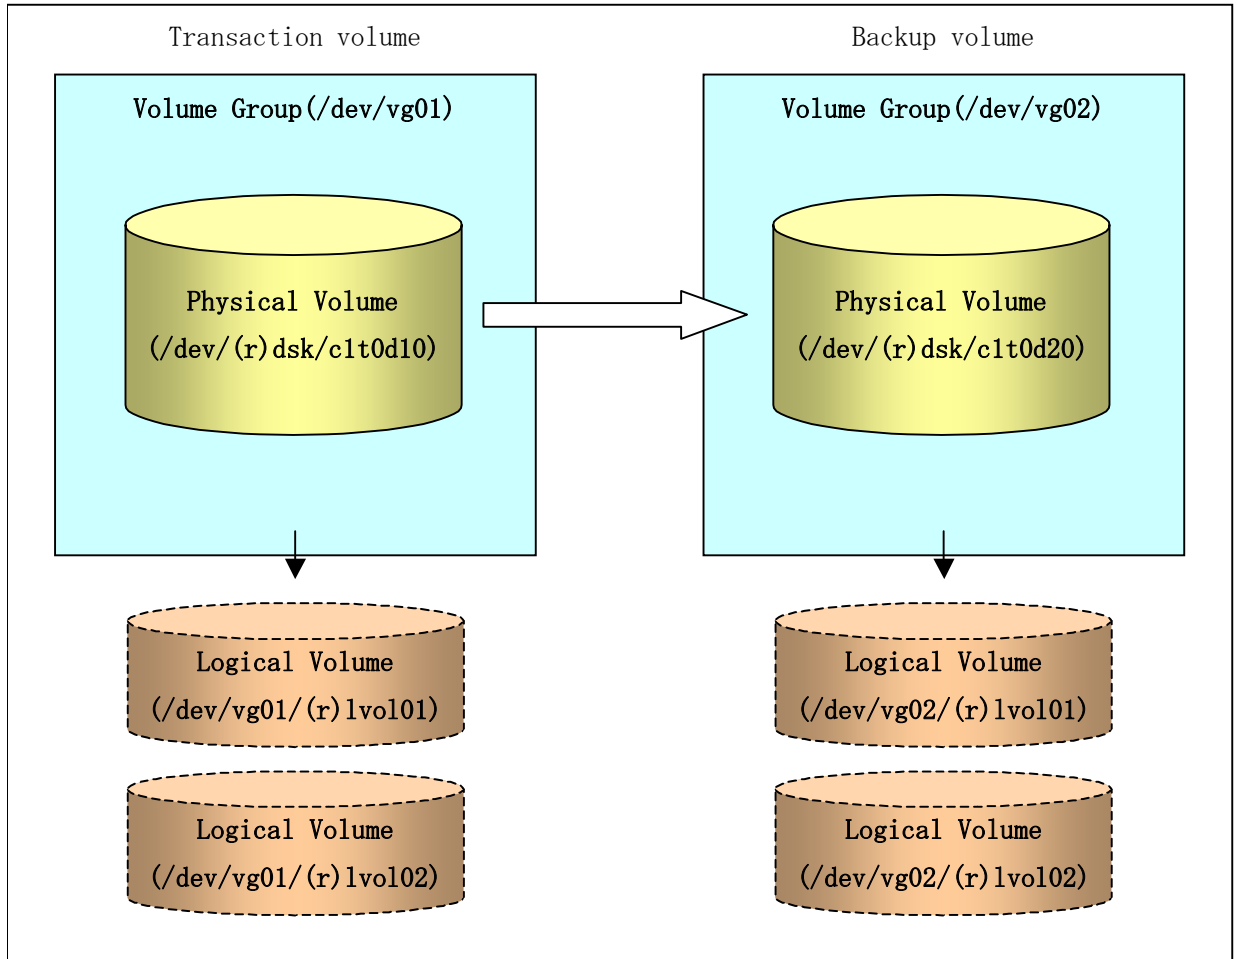 Transaction volume
Backup volume
Volume Group(/dev/vg01)
Volume Group(/dev/vg02)
Physical Volume
(/dev/(r)dsk/c1t0d10)
Physical Volume
(/dev/(r)dsk/c1t0d20)
Logical Volume
(/dev/vg01/(r)lvol01)
Logical Volume
(/dev/vg02/(r)lvol01)
Logical Volume
(/dev/vg01/(r)lvol02)
Logical Volume
(/dev/vg02/(r)lvol02)